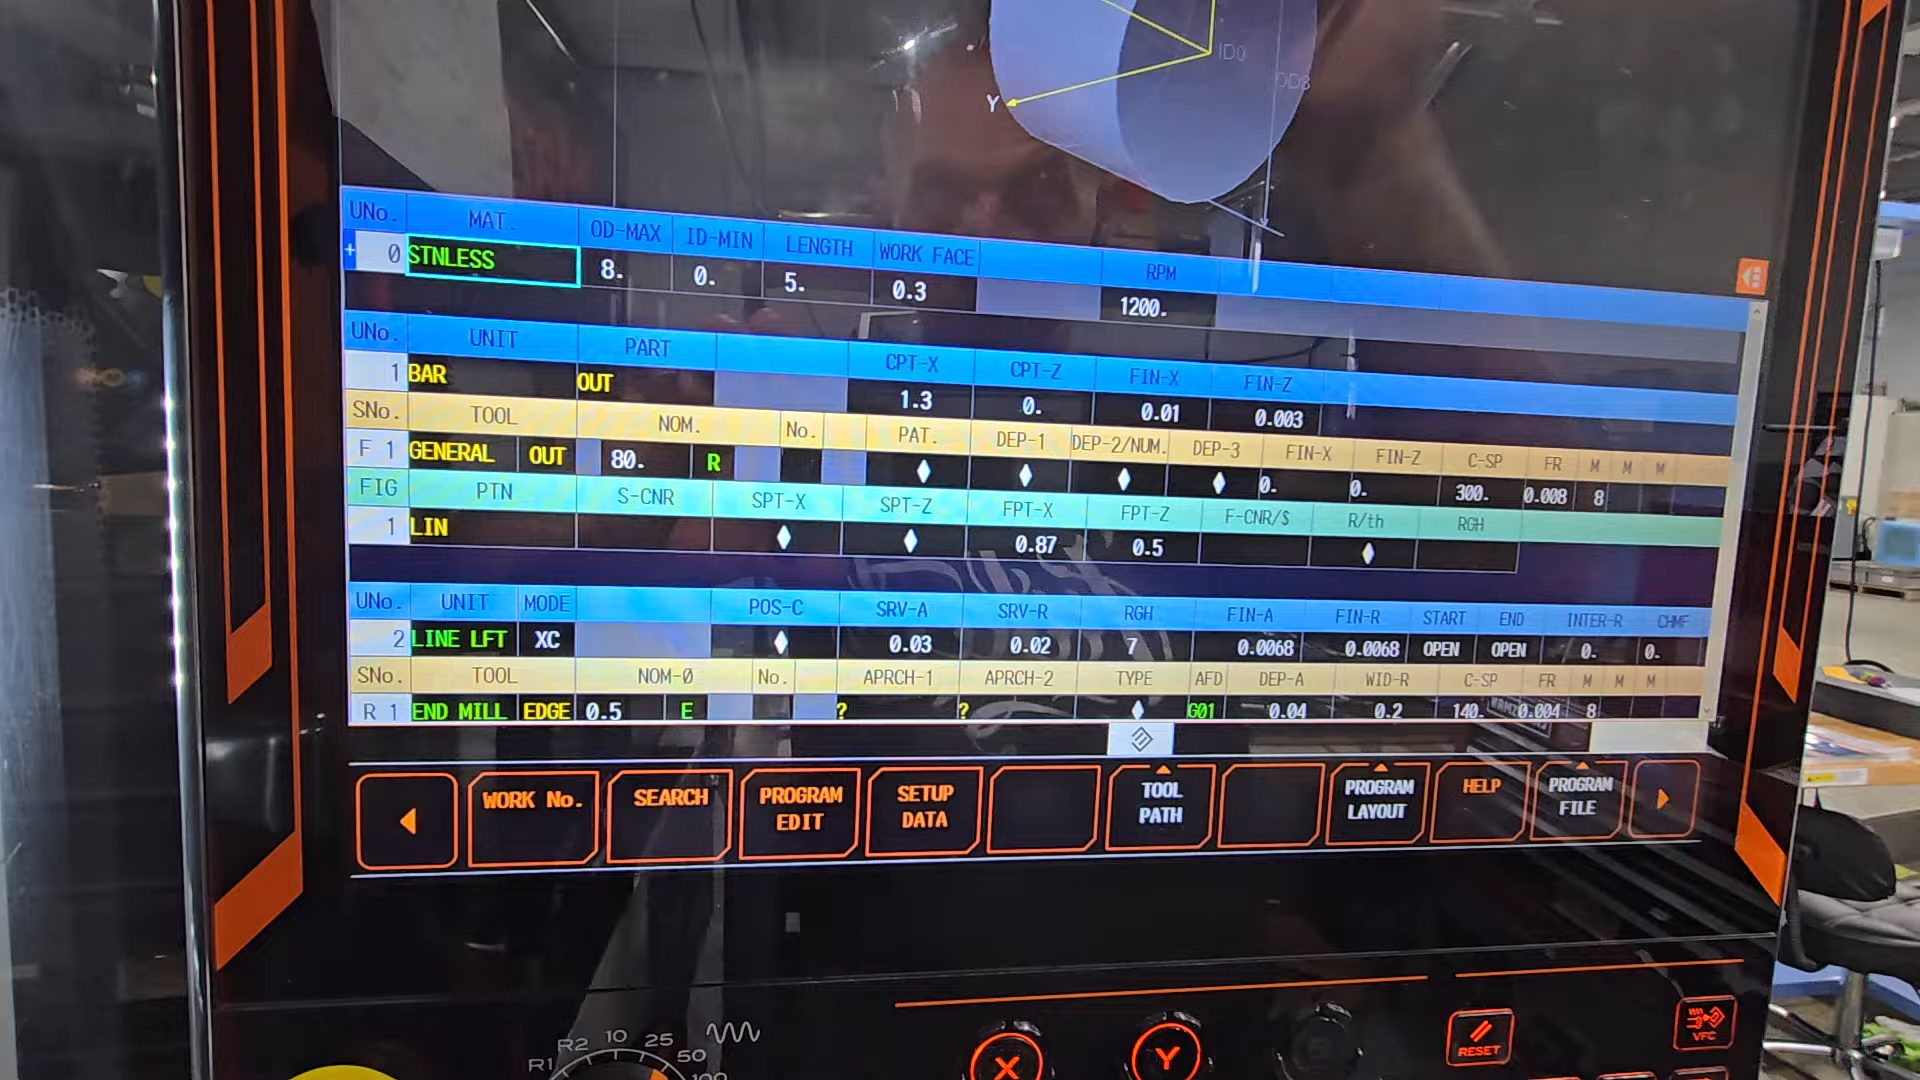 ID0
OD8
Y
UNo. MAT. OD-MAX ID-MIN LENGTH WORK FACE RPM
+ 0 STNLESS 8. 0. 5. 0.3 1200.
UNo. UNIT PART CPT-X CPT-Z FIN-X FIN-Z
1 BAR OUT 1.3 0. 0.01 0.003
SNo. TOOL NOM. No. PAT. DEP-1 DEP-2/NUM. DEP-3 FIN-X FIN-Z C-SP FR M M M
F 1 GENERAL OUT 80. R ♦ ♦ ♦ ♦ 0. 0. 300. 0.008 8
FIG PTN S-CNR SPT-X SPT-Z FPT-X FPT-Z F-CNR/$ R/th RGH
1 LIN ♦ ♦ 0.87 0.5 ♦
UNo. UNIT MODE POS-C SRV-A SRV-R RGH FIN-A FIN-R START END INTER-R CHMF
2 LINE LFT XC ♦ 0.03 0.02 7 0.0068 0.0068 OPEN OPEN 0. 0.
SNo. TOOL NOM-Ø No. APRCH-1 APRCH-2 TYPE AFD DEP-A WID-R C-SP FR M M M
R 1 END MILL EDGE 0.5 E ? ? ♦ G01 0.04 0.2 140. 0.004 8
WORK No.
SEARCH
PROGRAM EDIT
SETUP DATA
TOOL PATH
PROGRAM LAYOUT
HELP
PROGRAM FILE
R1 R2 10 25 50 100
X
Y
RESET
VFC